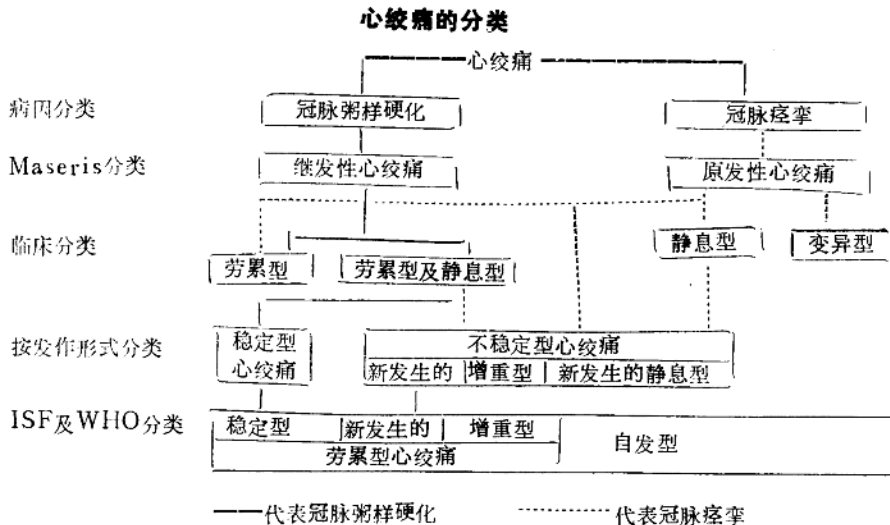 心绞痛的分类
心绞痛
病因分类 冠脉粥样硬化 冠脉痉挛
Maseris分类 继发性心绞痛 原发性心绞痛
临床分类 劳累型 劳累型及静息型 静息型 变异型
按发作形式分类 稳定型心绞痛 不稳定型心绞痛
新发生的 增重型 新发生的静息型
ISF及WHO分类 稳定型 新发生的 增重型 自发型
劳累型心绞痛
代表冠脉粥样硬化 代表冠脉痉挛